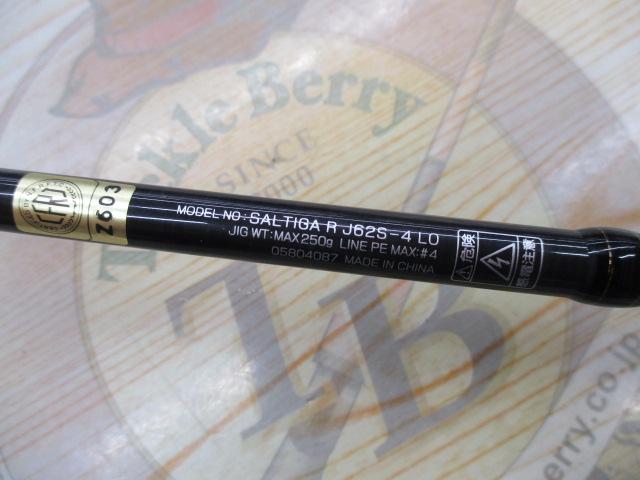 Tackle Berry
SINCE
2000
Z603
MODEL NO:SALTIGA R J62S-4 LO
JIG WT:MAX250g LINE PE MAX:#4
05804087 MADE IN CHINA
危険
感電注意
TB
berry.co.jp